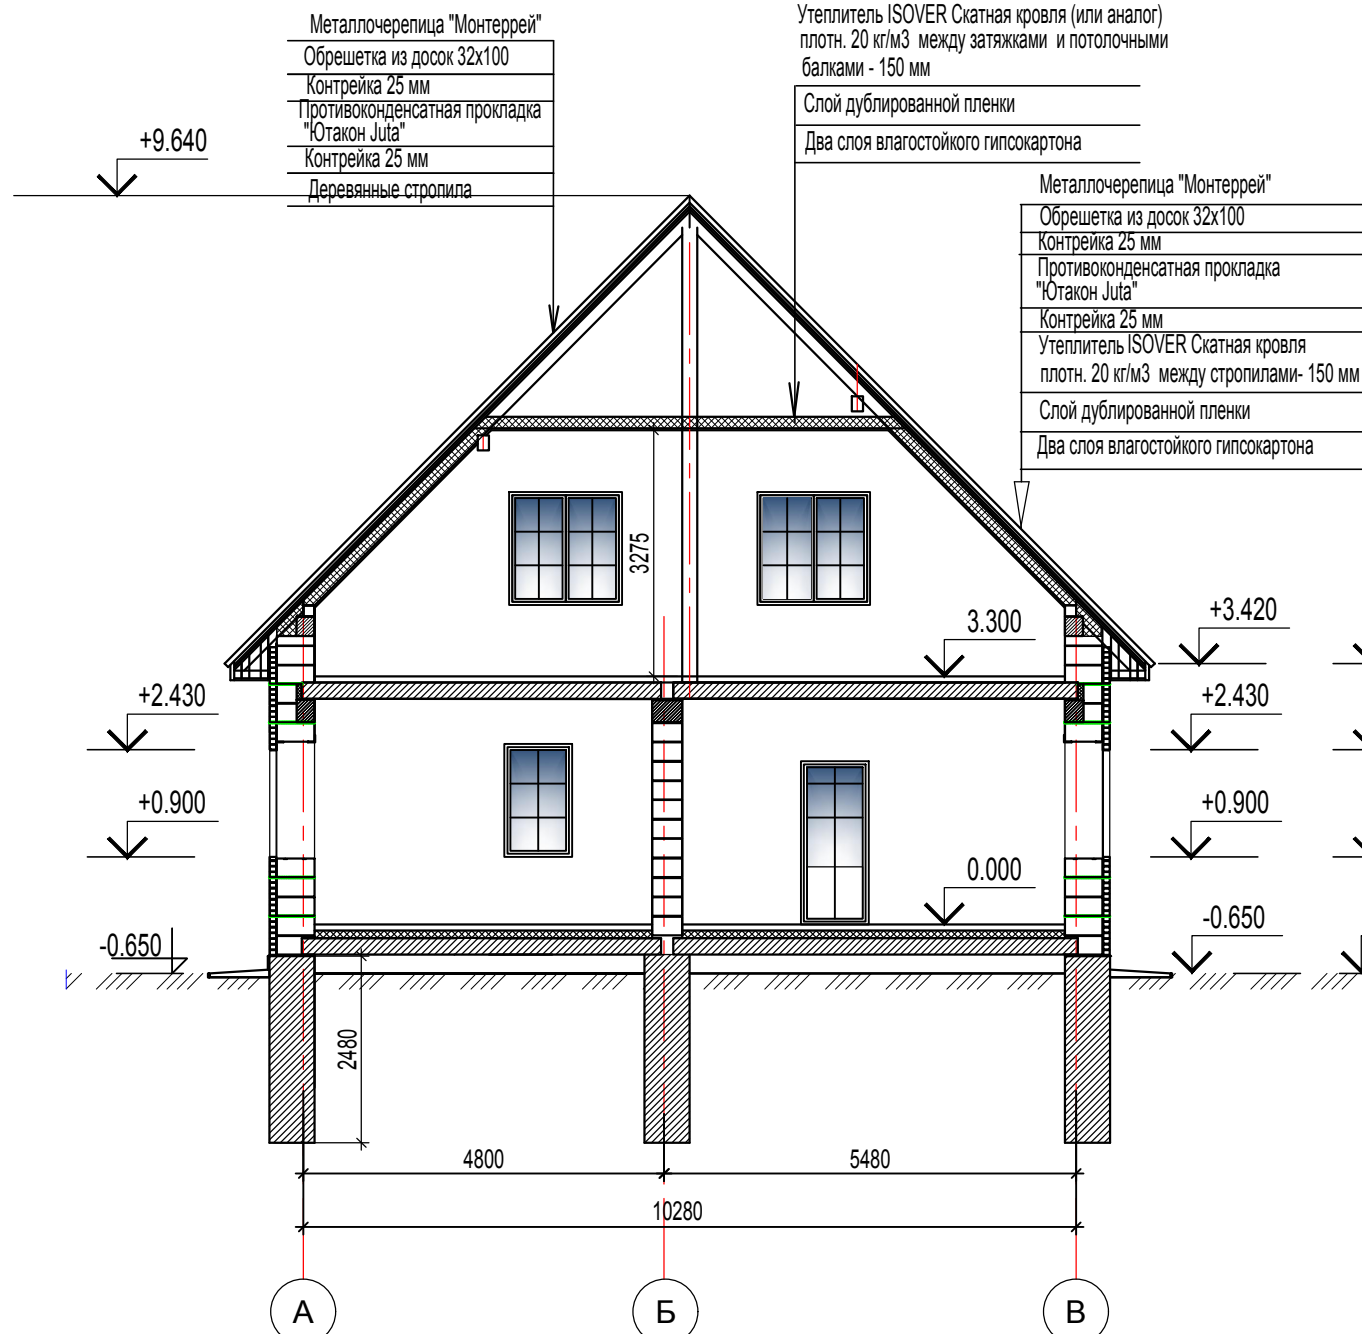 Металлочерепица "Монтеррей"
Обрешетка из досок 32х100
Контрейка 25 мм
Противоконденсатная прокладка
"Ютакон Juta"
Контрейка 25 мм
Деревянные стропила
Утеплитель ISOVER Скатная кровля (или аналог)
плотн. 20 кг/м3 между затяжками и потолочными
балками - 150 мм
Слой дублированной пленки
Два слоя влагостойкого гипсокартона
Металлочерепица "Монтеррей"
Обрешетка из досок 32х100
Контрейка 25 мм
Противоконденсатная прокладка
"Ютакон Juta"
Контрейка 25 мм
Утеплитель ISOVER Скатная кровля
плотн. 20 кг/м3 между стропилами- 150 мм
Слой дублированной пленки
Два слоя влагостойкого гипсокартона
+9.640
3275
3.300
+3.420
+2.430
+2.430
+0.900
+0.900
0.000
-0.650
-0.650
2480
4800
5480
10280
А
Б
В